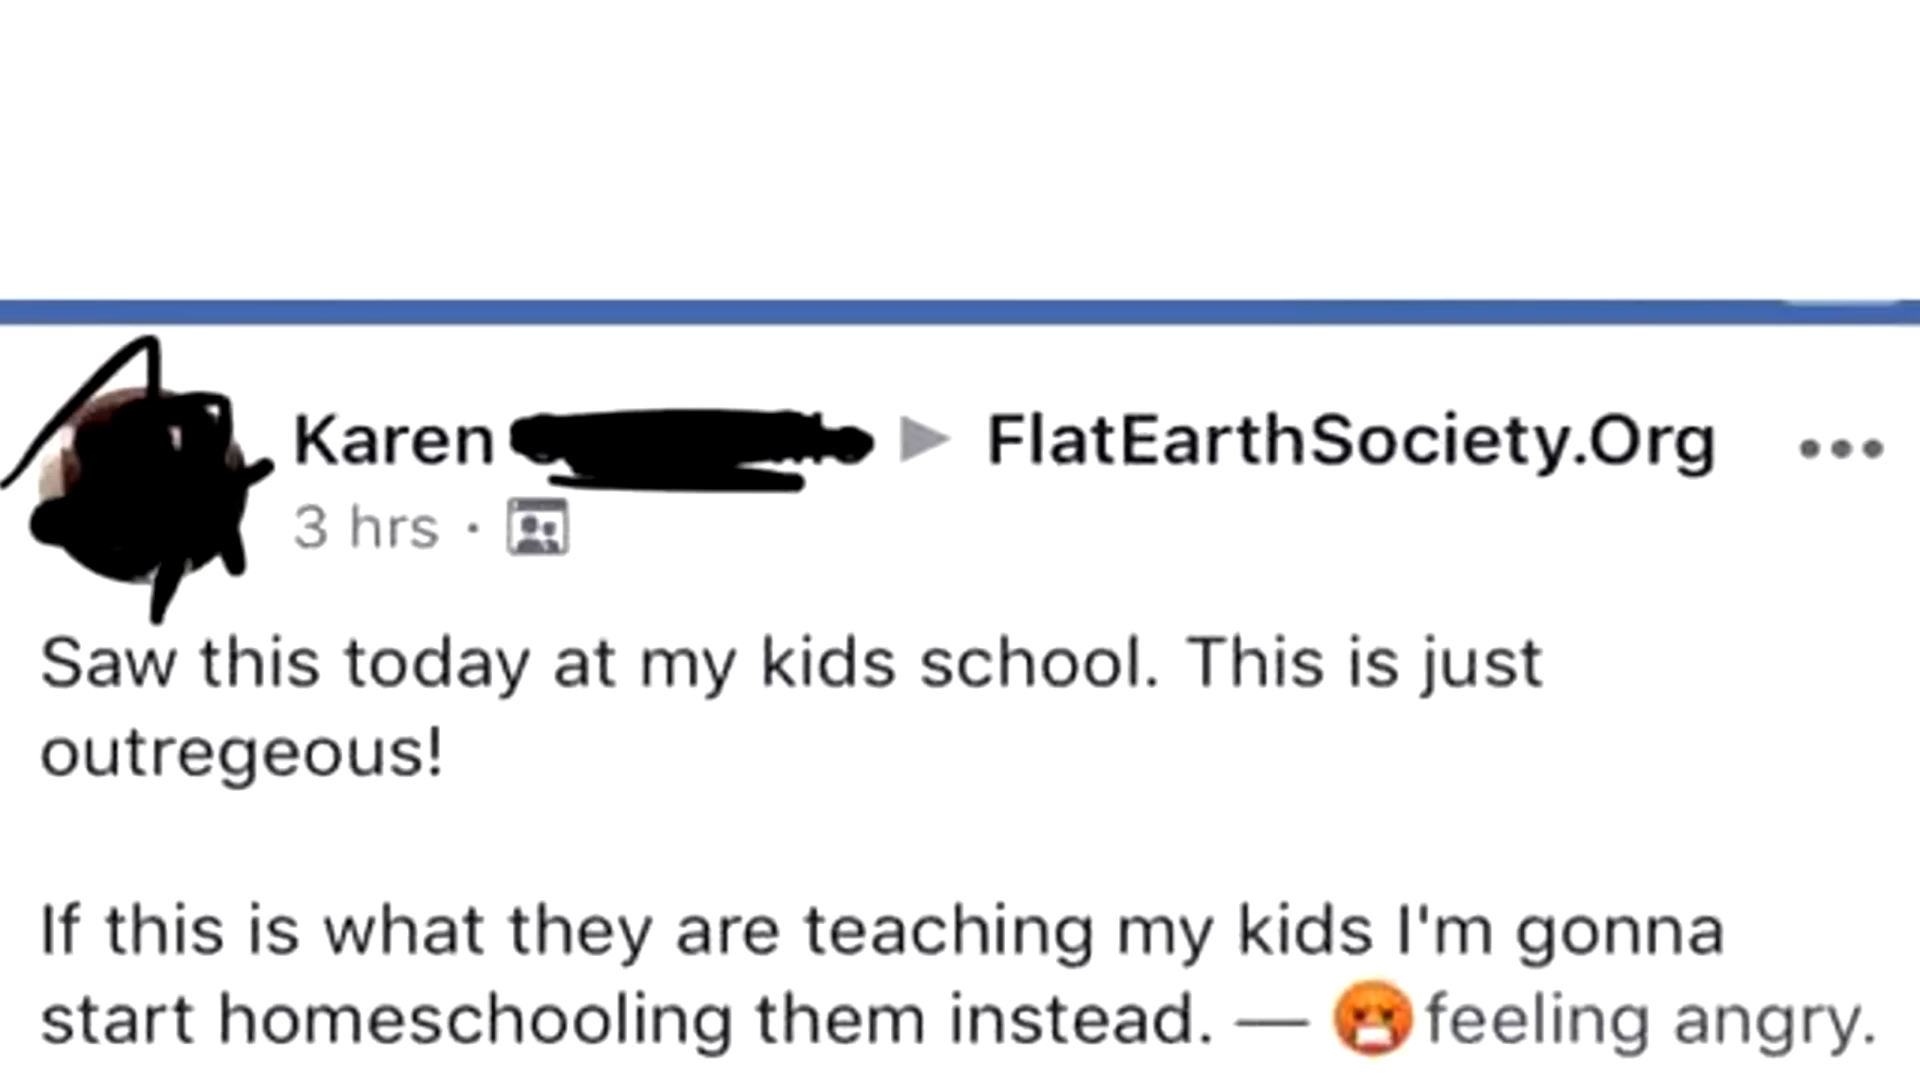 Karen FlatEarthSociety.Org
3 hrs ·
Saw this today at my kids school. This is just
outregeous!
If this is what they are teaching my kids I'm gonna
start homeschooling them instead. — 😡feeling angry.